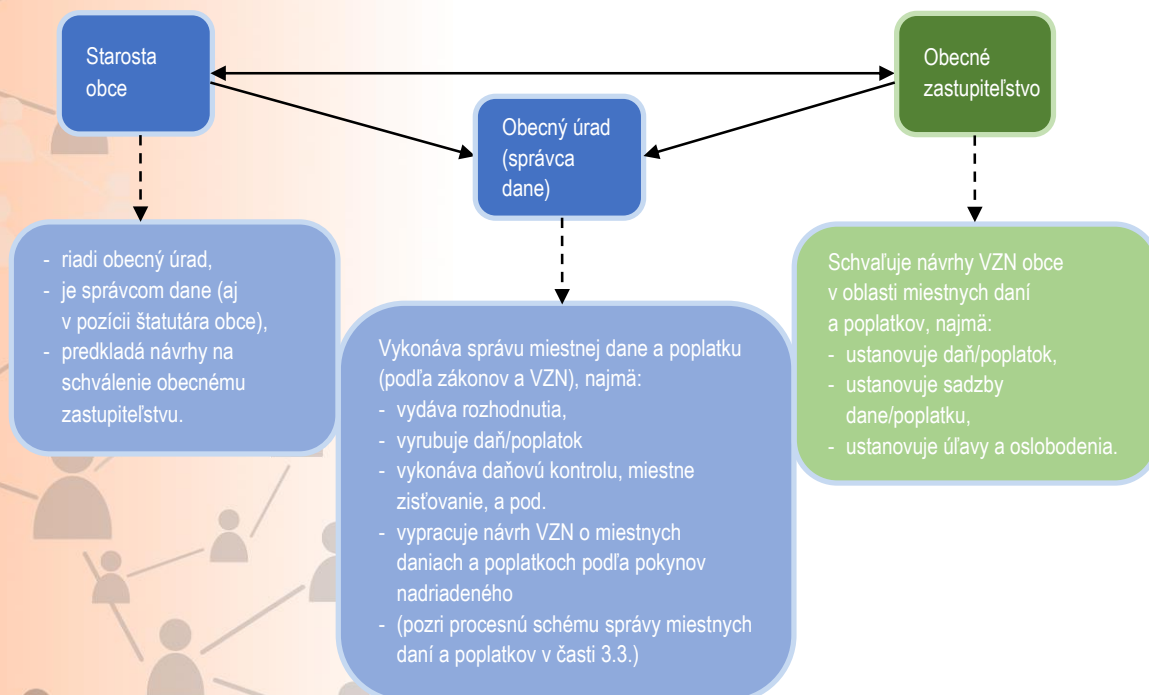 Starosta
obce
Obecné
zastupiteľstvo
Obecný úrad
(správca
dane)
- riadi obecný úrad,
- je správcom dane (aj
v pozícii štatutára obce),
- predkladá návrhy na
schválenie obecnému
zastupiteľstvu.
Vykonáva správu miestnej dane a poplatku
(podľa zákonov a VZN), najmä:
- vydáva rozhodnutia,
- vyrubuje daň/poplatok
- vykonáva daňovú kontrolu, miestne
zisťovanie, a pod.
- vypracuje návrh VZN o miestnych
daniach a poplatkoch podľa pokynov
nadriadeného
- (pozri procesnú schému správy miestnych
daní a poplatkov v časti 3.3.)
Schvaľuje návrhy VZN obce
v oblasti miestnych daní
a poplatkov, najmä:
- ustanovuje daň/poplatok,
- ustanovuje sadzby
dane/poplatku,
- ustanovuje úľavy a oslobodenia.